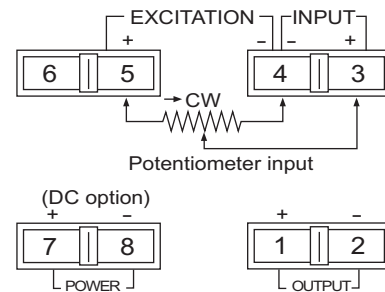 EXCITATION INPUT
+ − − +
6 5 4 3
→ CW
Potentiometer input
(DC option)
+ − + −
7 8 1 2
POWER OUTPUT